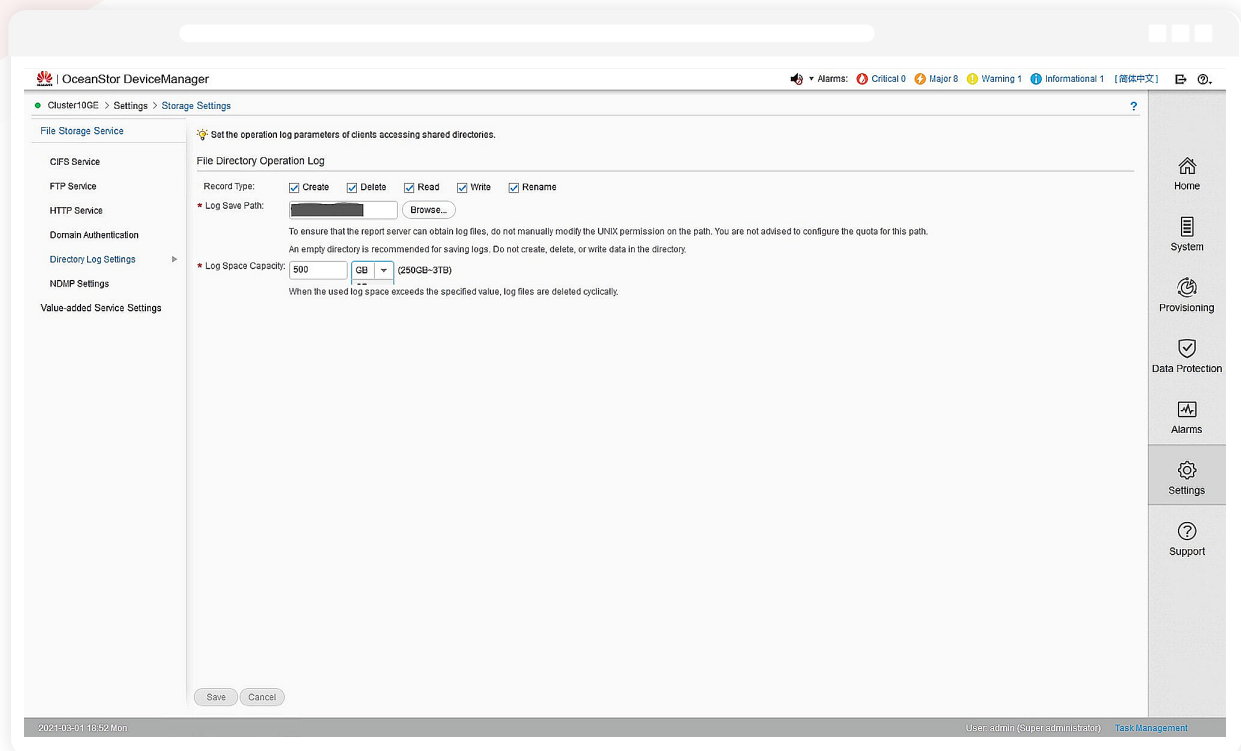 HUAWEI | OceanStor DeviceManager
Alarms: Critical 0 Major 8 Warning 1 Informational 1 [简体中文]
Cluster10GE > Settings > Storage Settings ?
File Storage Service
CIFS Service
FTP Service
HTTP Service
Domain Authentication
Directory Log Settings
NDMP Settings
Value-added Service Settings
Set the operation log parameters of clients accessing shared directories.
File Directory Operation Log
Record Type: Create Delete Read Write Rename
* Log Save Path: Browse...
To ensure that the report server can obtain log files, do not manually modify the UNIX permission on the path. You are not advised to configure the quota for this path.
An empty directory is recommended for saving logs. Do not create, delete, or write data in the directory.
* Log Space Capacity: 500 GB (250GB~3TB)
When the used log space exceeds the specified value, log files are deleted cyclically.
Save Cancel
Home
System
Provisioning
Data Protection
Alarms
Settings
Support
2021-03-01 18:52 Mon User: admin (Super administrator) Task Management